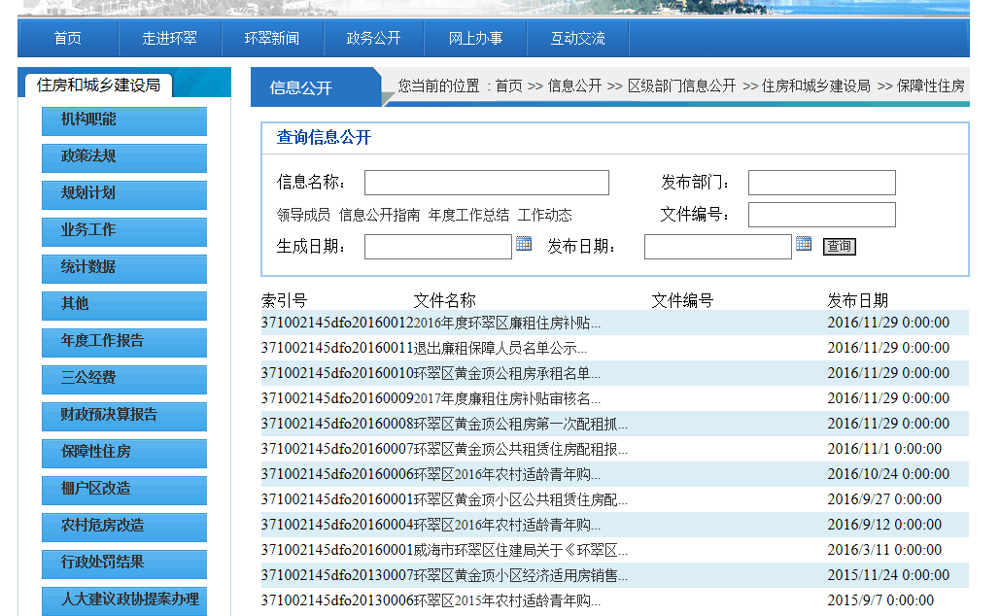 首页 走进环翠 环翠新闻 政务公开 网上办事 互动交流
住房和城乡建设局
机构职能
政策法规
规划计划
业务工作
统计数据
其他
年度工作报告
三公经费
财政预决算报告
保障性住房
棚户区改造
农村危房改造
行政处罚结果
人大建议政协提案办理
信息公开 您当前的位置 ：首页 >> 信息公开 >> 区级部门信息公开 >> 住房和城乡建设局 >> 保障性住房
查询信息公开
信息名称： 发布部门：
领导成员 信息公开指南 年度工作总结 工作动态 文件编号：
生成日期： 发布日期： 查询
索引号 文件名称 文件编号 发布日期
371002145dfo20160012 2016年度环翠区廉租住房补贴... 2016/11/29 0:00:00
371002145dfo20160011 退出廉租保障人员名单公示... 2016/11/29 0:00:00
371002145dfo20160010 环翠区黄金顶公租房承租名单... 2016/11/29 0:00:00
371002145dfo20160009 2017年度廉租住房补贴审核名... 2016/11/29 0:00:00
371002145dfo20160008 环翠区黄金顶公租房第一次配租抓... 2016/11/29 0:00:00
371002145dfo20160007 环翠区黄金顶公共租赁住房配租报... 2016/11/1 0:00:00
371002145dfo20160006 环翠区2016年农村适龄青年购... 2016/10/24 0:00:00
371002145dfo20160001 环翠区黄金顶小区公共租赁住房配... 2016/9/27 0:00:00
371002145dfo20160004 环翠区2016年农村适龄青年购... 2016/9/12 0:00:00
371002145dfo20160001 威海市环翠区住建局关于《环翠区... 2016/3/11 0:00:00
371002145dfo20130007 环翠区黄金顶小区经济适用房销售... 2015/11/24 0:00:00
371002145dfo20130006 环翠区2015年农村适龄青年购... 2015/9/7 0:00:00